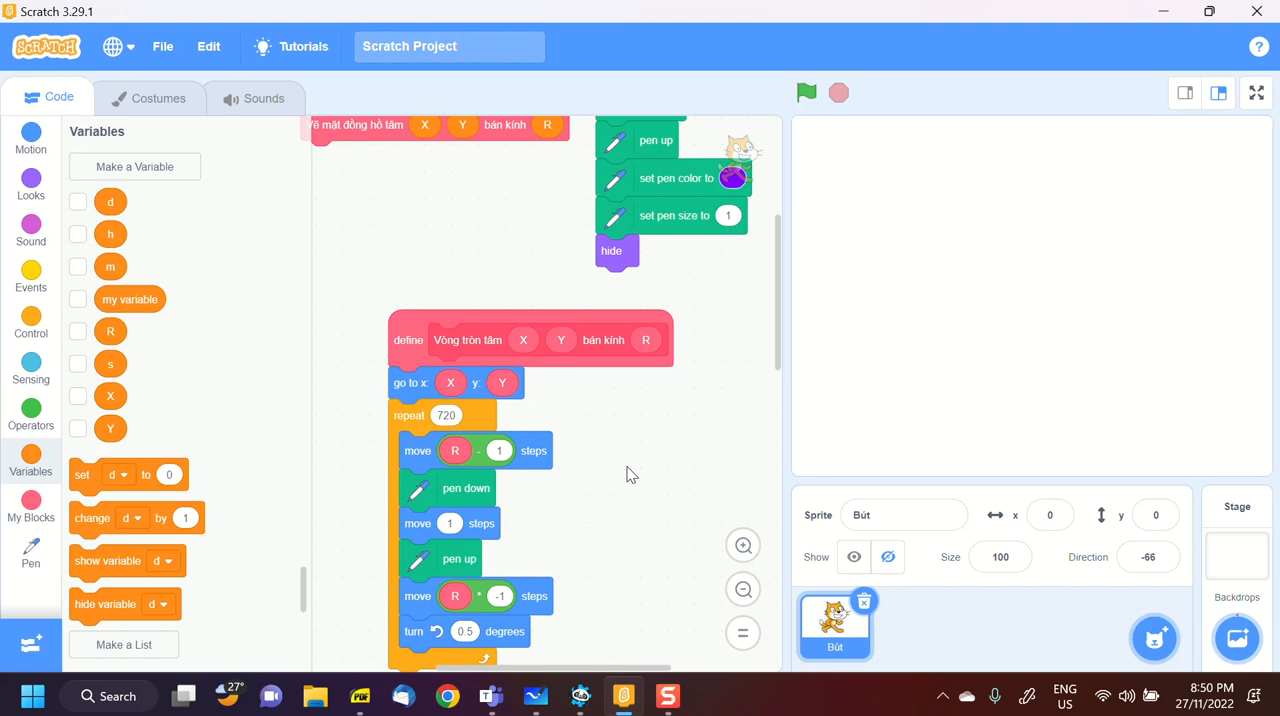 Scratch 3.29.1
SCRATCH File Edit Tutorials Scratch Project ?
Code Costumes Sounds
Variables
Make a Variable
d
h
m
my variable
R
s
X
Y
set d to 0
change d by 1
show variable d
hide variable d
Make a List
Motion
Looks
Sound
Events
Control
Sensing
Operators
Variables
My Blocks
Pen
Vẽ mặt đồng hồ tâm X Y bán kính R
pen up
set pen color to
set pen size to 1
hide
define Vòng tròn tâm X Y bán kính R
go to x: X y: Y
repeat 720
move R - 1 steps
pen down
move 1 steps
pen up
move R * -1 steps
turn 0.5 degrees
Sprite Bút x 0 y 0
Show Size 100 Direction -66
Bút
Stage
Backdrops
27°
Search
PDF
S
ENG
US
8:50 PM
27/11/2022